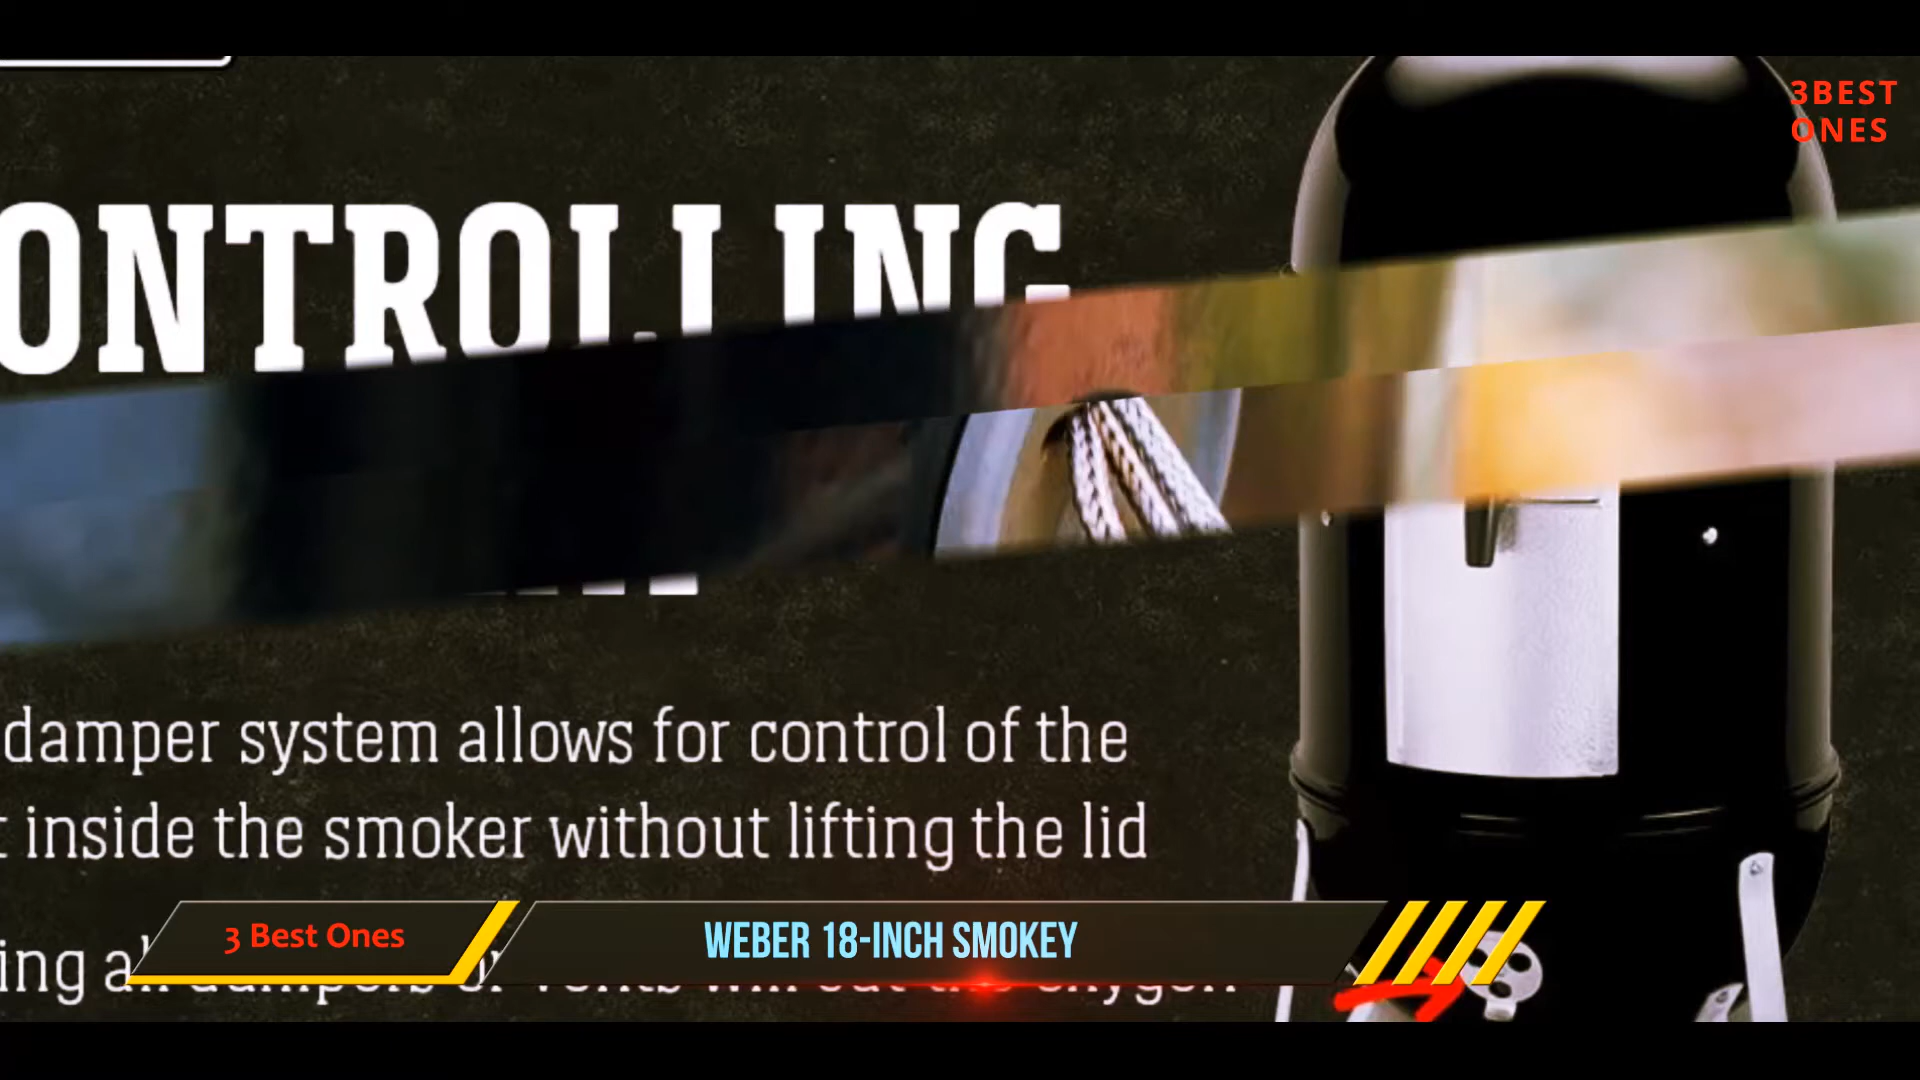 3BEST
ONES
ONTROLLING
damper system allows for control of the
inside the smoker without lifting the lid
ing
3 Best Ones
WEBER 18-INCH SMOKEY